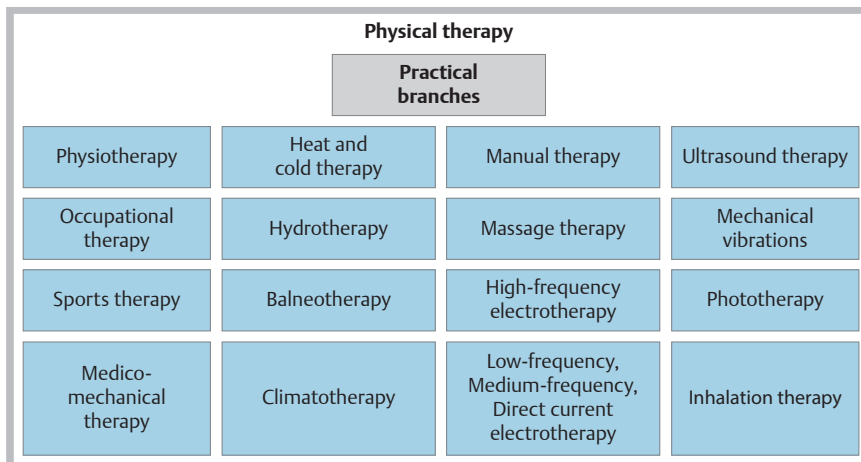 Physical therapy
Practical
branches
Physiotherapy
Heat and
cold therapy
Manual therapy
Ultrasound therapy
Occupational
therapy
Hydrotherapy
Massage therapy
Mechanical
vibrations
Sports therapy
Balneotherapy
High-frequency
electrotherapy
Phototherapy
Medico-
mechanical
therapy
Climatotherapy
Low-frequency,
Medium-frequency,
Direct current
electrotherapy
Inhalation therapy